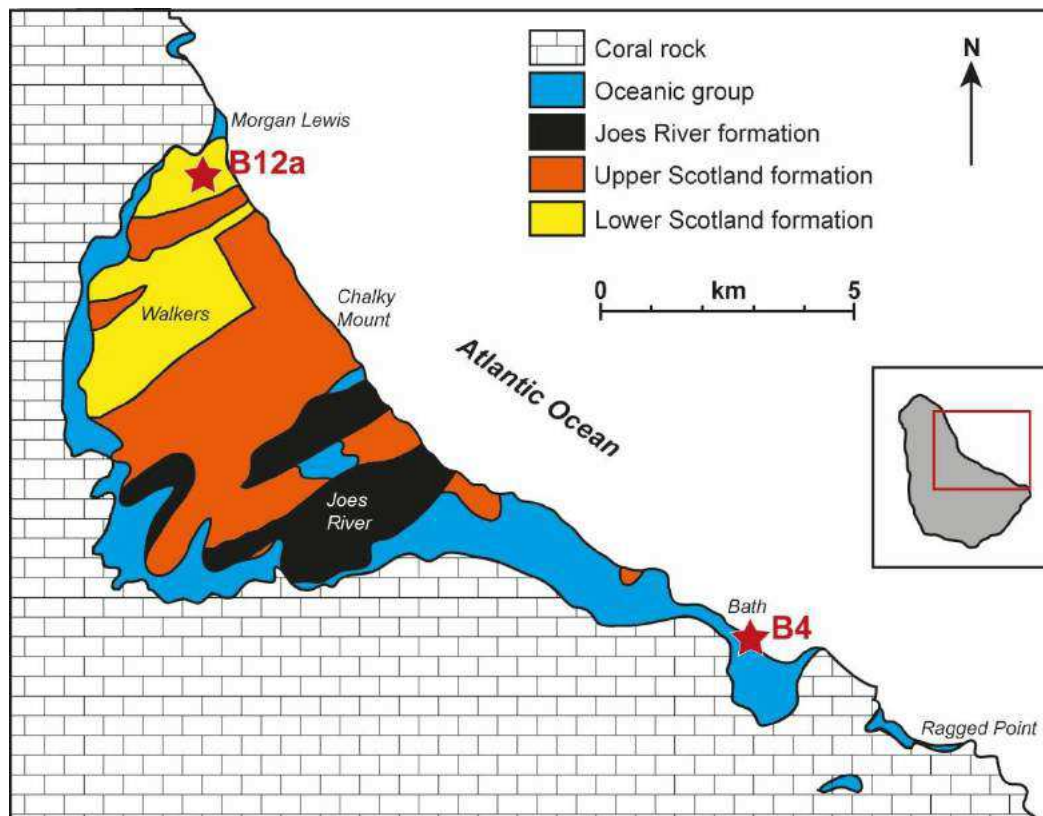 Coral rock
Oceanic group
Joes River formation
Upper Scotland formation
Lower Scotland formation
N
0 km 5
Morgan Lewis
B12a
Walkers
Chalky
Mount
Atlantic Ocean
Joes
River
Bath
B4
Ragged Point